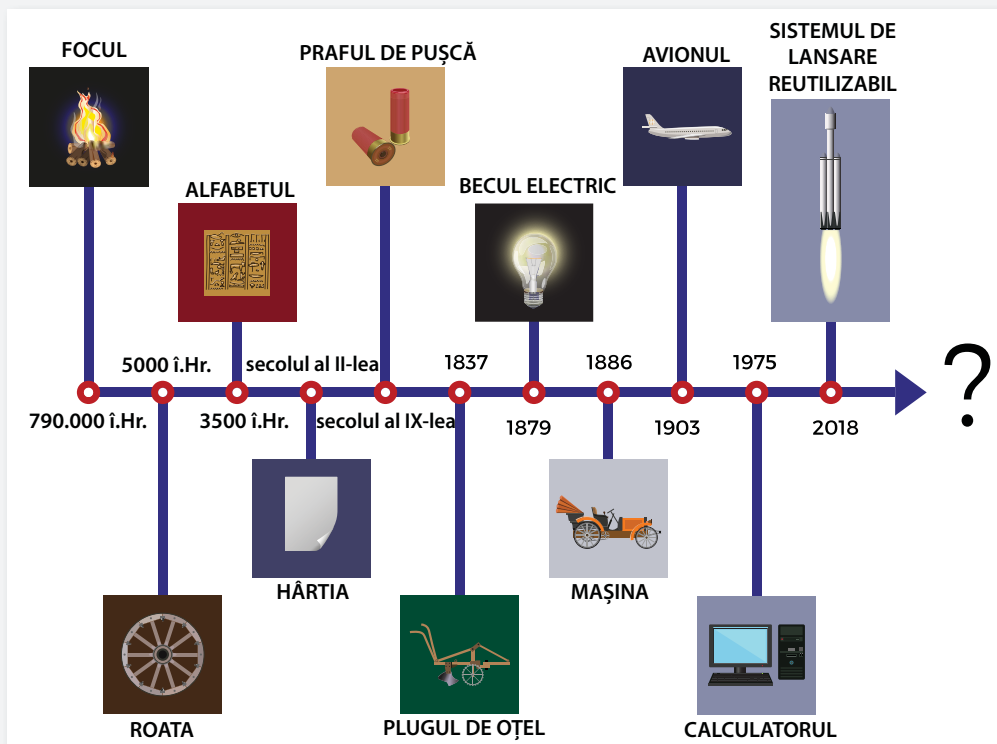 FOCUL
PRAFUL DE PUȘCĂ
AVIONUL
SISTEMUL DE
LANSARE
REUTILIZABIL
ALFABETUL
BECUL ELECTRIC
5000 î.Hr.
secolul al II-lea
1837
1886
1975
?
790.000 î.Hr.
3500 î.Hr.
secolul al IX-lea
1879
1903
2018
HÂRTIA
MAȘINA
ROATA
PLUGUL DE OȚEL
CALCULATORUL